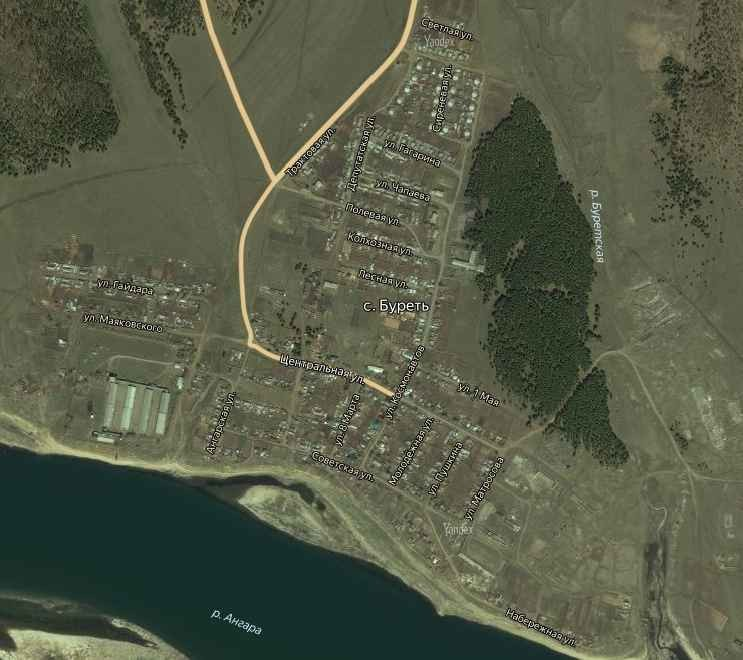 Светлая ул.
Yandex
Сиреневая ул.
Трактовая ул.
Депутатская ул.
ул. Гагарина
ул. Чапаева
Полевая ул.
р. Буретская
Колхозная ул.
Лесная ул.
ул. Гайдара
с. Буреть
ул. Маяковского
Центральная ул.
ул. Космонавтов
ул. 1 Мая
Ангарская ул.
ул. 8 Марта
Молодёжная ул.
ул. Пушкина
Советская ул.
ул. Матросова
Yandex
р. Ангара
Набережная ул.